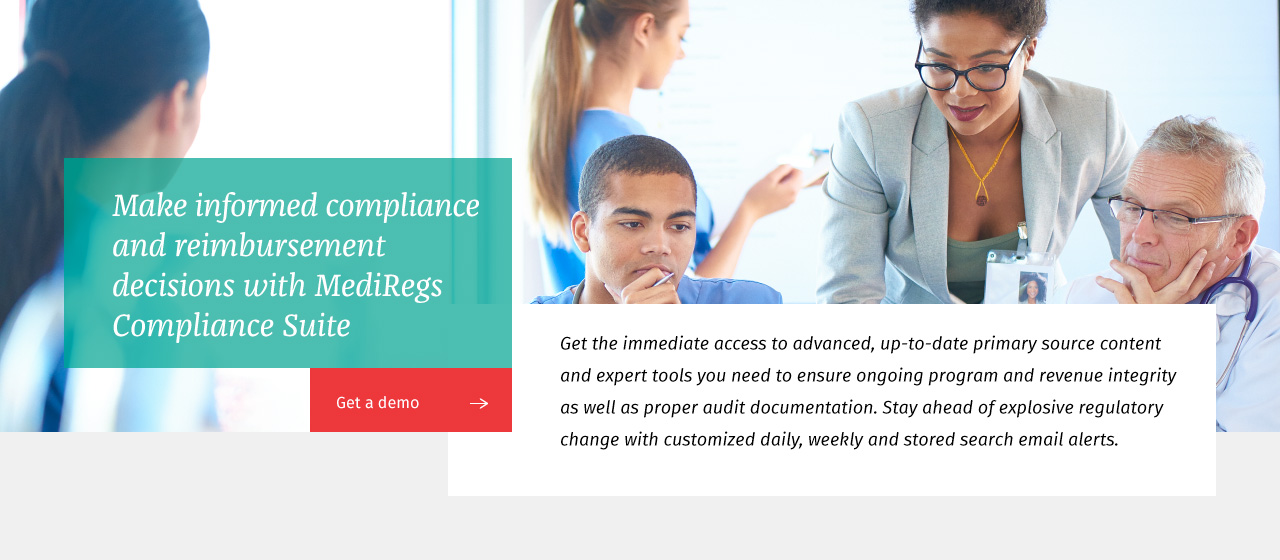 Make informed compliance
and reimbursement
decisions with MediRegs
Compliance Suite
Get a demo
Get the immediate access to advanced, up-to-date primary source content
and expert tools you need to ensure ongoing program and revenue integrity
as well as proper audit documentation. Stay ahead of explosive regulatory
change with customized daily, weekly and stored search email alerts.